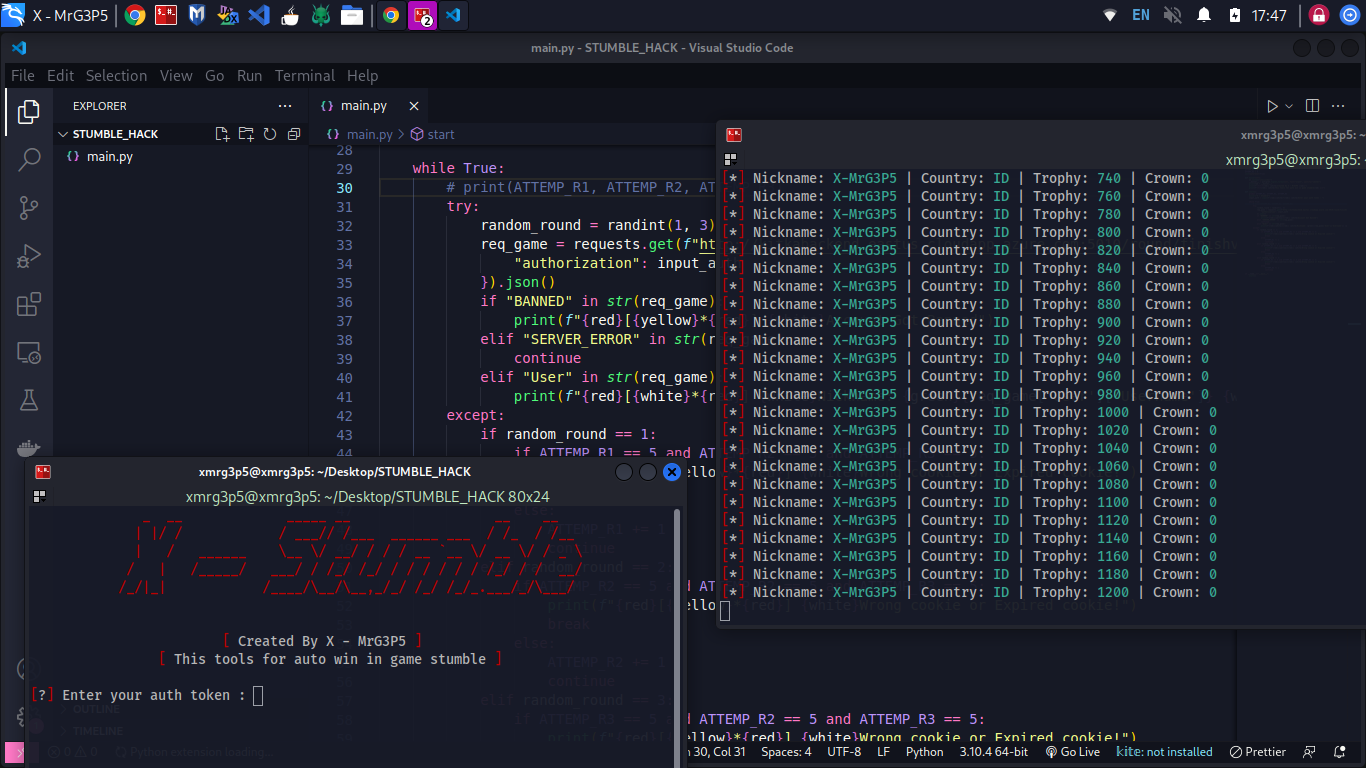 X - MrG3P5
2
EN
17:47
main.py - STUMBLE_HACK - Visual Studio Code
File Edit Selection View Go Run Terminal Help
EXPLORER
main.py
STUMBLE_HACK
main.py
main.py > start
28
29 while True:
30 # print(ATTEMP_R1, ATTEMP_R2, AT
31 try:
32 random_round = randint(1, 3)
33 req_game = requests.get(f"ht
34 "authorization": input_a
35 }).json()
36 if "BANNED" in str(req_game)
37 print(f"{red}[{yellow}*{
38 elif "SERVER_ERROR" in str(r
39 continue
40 elif "User" in str(req_game)
41 print(f"{red}[{white}*{r
42 except:
43 if random_round == 1:
44 if ATTEMP_R1 == 5 and AT
xmrg3p5@xmrg3p5: ~
xmrg3p5@xmrg3p5: ~
[*] Nickname: X-MrG3P5 | Country: ID | Trophy: 740 | Crown: 0
[*] Nickname: X-MrG3P5 | Country: ID | Trophy: 760 | Crown: 0
[*] Nickname: X-MrG3P5 | Country: ID | Trophy: 780 | Crown: 0
[*] Nickname: X-MrG3P5 | Country: ID | Trophy: 800 | Crown: 0
[*] Nickname: X-MrG3P5 | Country: ID | Trophy: 820 | Crown: 0
[*] Nickname: X-MrG3P5 | Country: ID | Trophy: 840 | Crown: 0
[*] Nickname: X-MrG3P5 | Country: ID | Trophy: 860 | Crown: 0
[*] Nickname: X-MrG3P5 | Country: ID | Trophy: 880 | Crown: 0
[*] Nickname: X-MrG3P5 | Country: ID | Trophy: 900 | Crown: 0
[*] Nickname: X-MrG3P5 | Country: ID | Trophy: 920 | Crown: 0
[*] Nickname: X-MrG3P5 | Country: ID | Trophy: 940 | Crown: 0
[*] Nickname: X-MrG3P5 | Country: ID | Trophy: 960 | Crown: 0
[*] Nickname: X-MrG3P5 | Country: ID | Trophy: 980 | Crown: 0
[*] Nickname: X-MrG3P5 | Country: ID | Trophy: 1000 | Crown: 0
[*] Nickname: X-MrG3P5 | Country: ID | Trophy: 1020 | Crown: 0
[*] Nickname: X-MrG3P5 | Country: ID | Trophy: 1040 | Crown: 0
[*] Nickname: X-MrG3P5 | Country: ID | Trophy: 1060 | Crown: 0
[*] Nickname: X-MrG3P5 | Country: ID | Trophy: 1080 | Crown: 0
[*] Nickname: X-MrG3P5 | Country: ID | Trophy: 1100 | Crown: 0
[*] Nickname: X-MrG3P5 | Country: ID | Trophy: 1120 | Crown: 0
[*] Nickname: X-MrG3P5 | Country: ID | Trophy: 1140 | Crown: 0
[*] Nickname: X-MrG3P5 | Country: ID | Trophy: 1160 | Crown: 0
[*] Nickname: X-MrG3P5 | Country: ID | Trophy: 1180 | Crown: 0
[*] Nickname: X-MrG3P5 | Country: ID | Trophy: 1200 | Crown: 0
xmrg3p5@xmrg3p5: ~/Desktop/STUMBLE_HACK
xmrg3p5@xmrg3p5: ~/Desktop/STUMBLE_HACK 80x24
X - Stumble
[ Created By X - MrG3P5 ]
[ This tools for auto win in game stumble ]
[?] Enter your auth token :
OUTLINE
TIMELINE
ATTEMP_R2 == 5 and ATTEMP_R3 == 5:
yellow}*{red}] {white}Wrong cookie or Expired cookie!")
0 0 Python extension loading...
n 30, Col 31 Spaces: 4 UTF-8 LF Python 3.10.4 64-bit Go Live kite: not installed Prettier